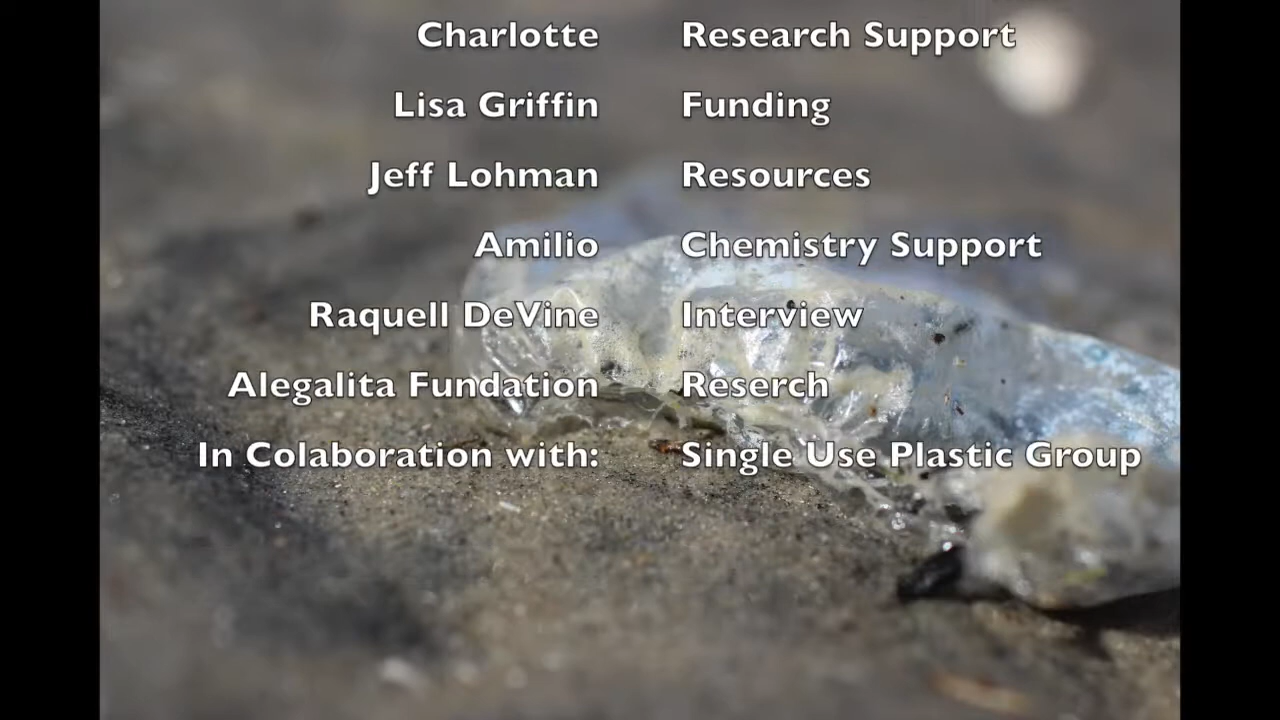 Charlotte Research Support
Lisa Griffin Funding
Jeff Lohman Resources
Amilio Chemistry Support
Raquell DeVine Interview
Alegalita Fundation Reserch
In Colaboration with: Single Use Plastic Group